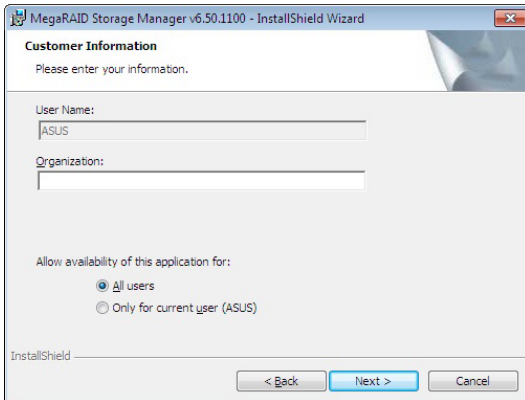 MegaRAID Storage Manager v6.50.1100 - InstallShield Wizard
Customer Information
Please enter your information.
User Name:
ASUS
Organization:
Allow availability of this application for:
All users
Only for current user (ASUS)
InstallShield
< Back
Next >
Cancel